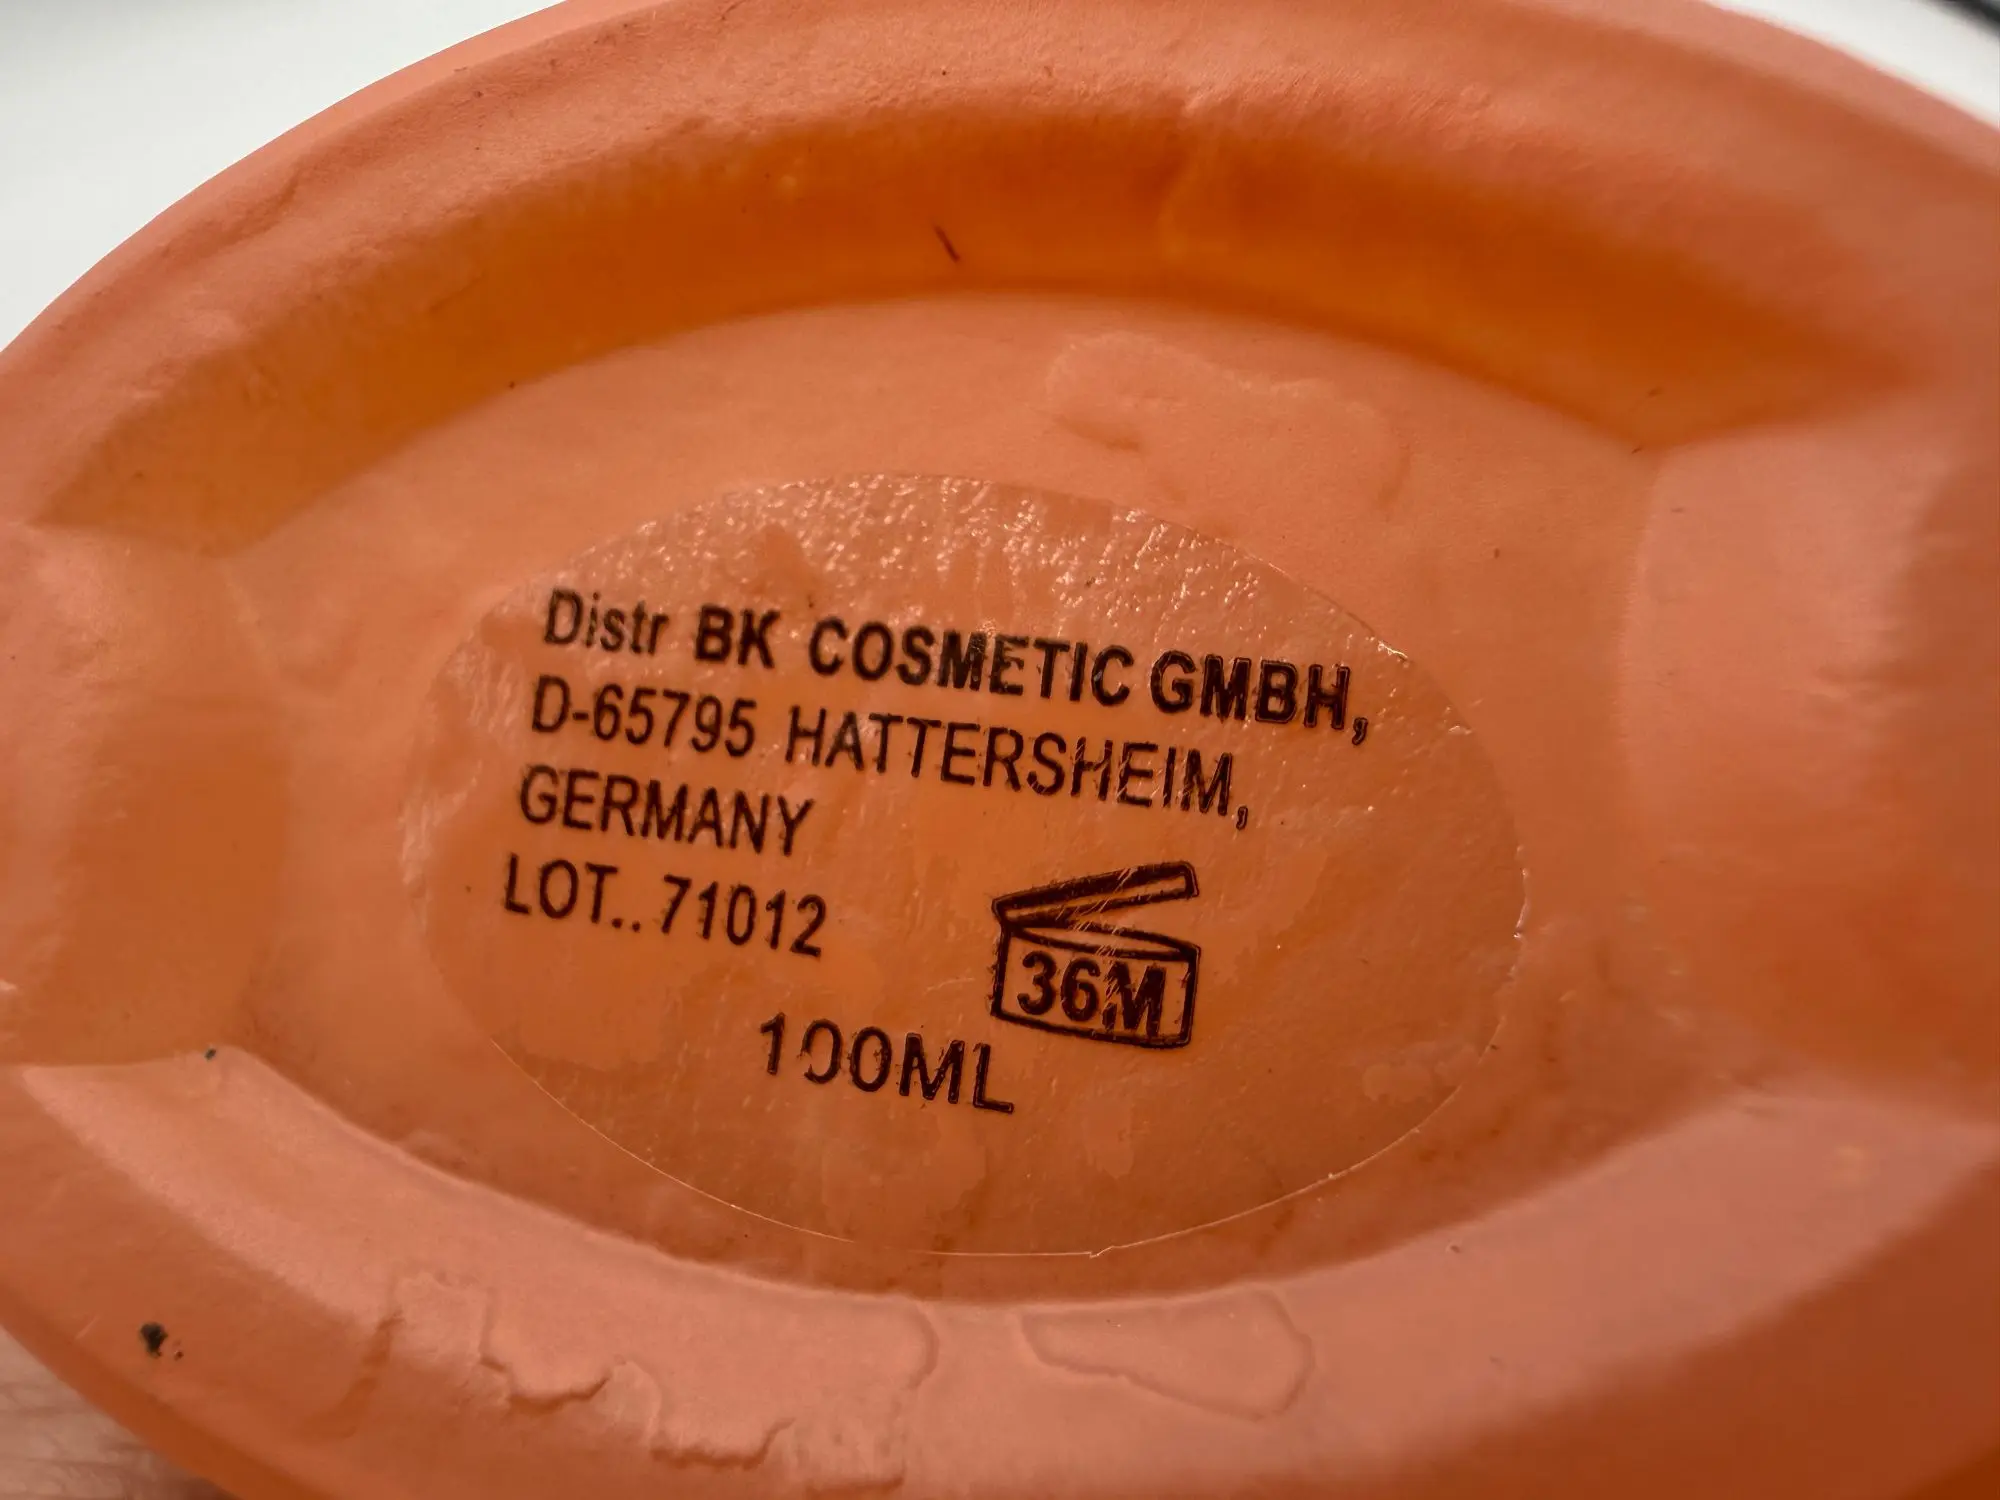 Distr BK COSMETIC GMBH,
D-65795 HATTERSHEIM,
GERMANY
LOT.. 71012
36M
100ML